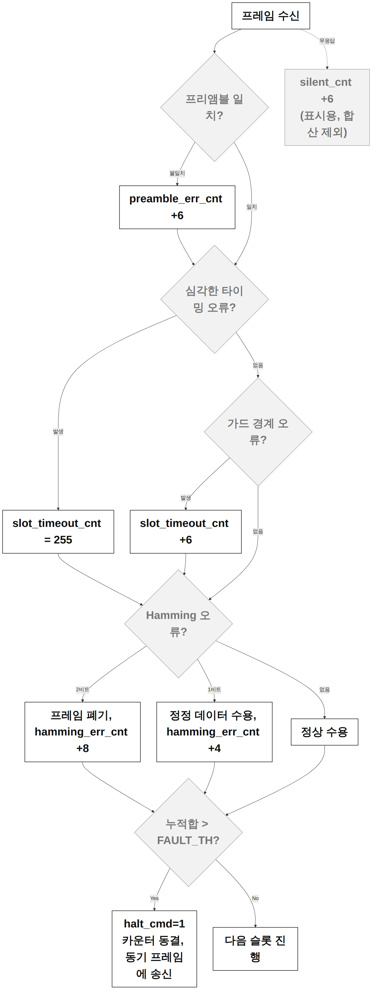 프레임 수신
무응답
silent_cnt
+6
(표시용, 합
산 제외)
프리앰블 일
치?
불일치
일치
preamble_err_cnt
+6
심각한 타이
밍 오류?
발생
없음
가드 경계 오
류?
발생
없음
slot_timeout_cnt
= 255
slot_timeout_cnt
+6
Hamming 오
류?
2비트
1비트
없음
프레임 폐기,
hamming_err_cnt
+8
정정 데이터 수용,
hamming_err_cnt
+4
정상 수용
누적합 >
FAULT_TH?
Yes
No
halt_cmd=1
카운터 동결,
동기 프레임
에 송신
다음 슬롯 진
행